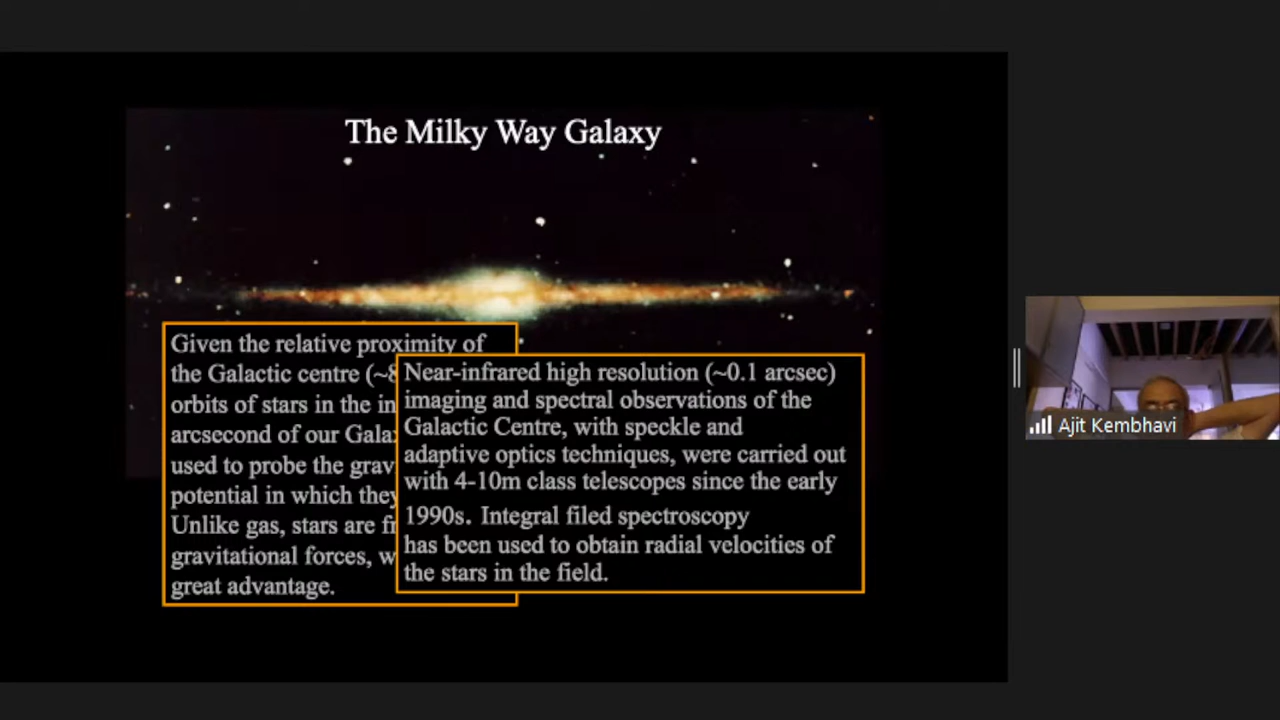 The Milky Way Galaxy
Given the relative proximity of
the Galactic centre (~8
orbits of stars in the in
arcsecond of our Gala
used to probe the grav
potential in which they
Unlike gas, stars are f
gravitational forces, w
great advantage.
Near-infrared high resolution (~0.1 arcsec)
imaging and spectral observations of the
Galactic Centre, with speckle and
adaptive optics techniques, were carried out
with 4-10m class telescopes since the early
1990s. Integral filed spectroscopy
has been used to obtain radial velocities of
the stars in the field.
Ajit Kembhavi